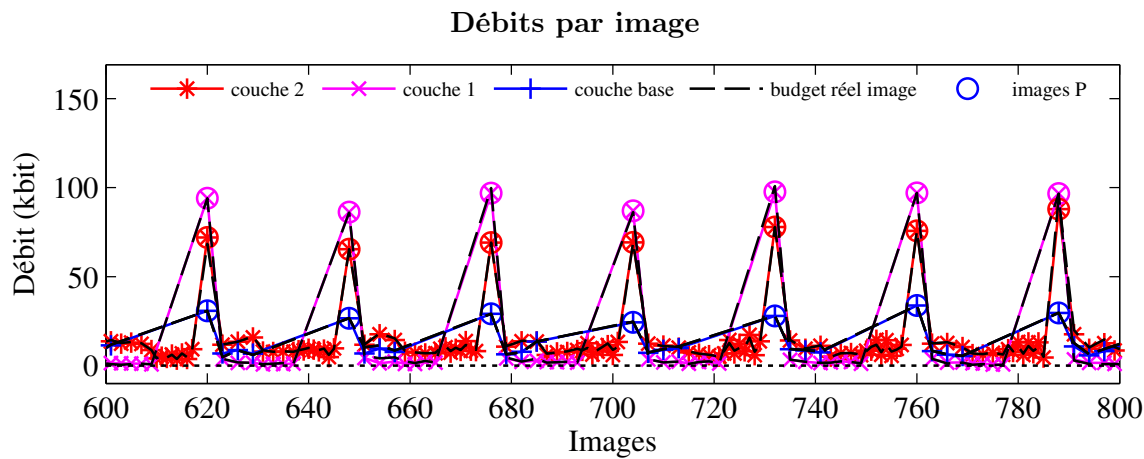 Débits par image
couche 2 couche 1 couche base budget réel image images P
150
100
50
0
Débit (kbit)
600 620 640 660 680 700 720 740 760 780 800
Images